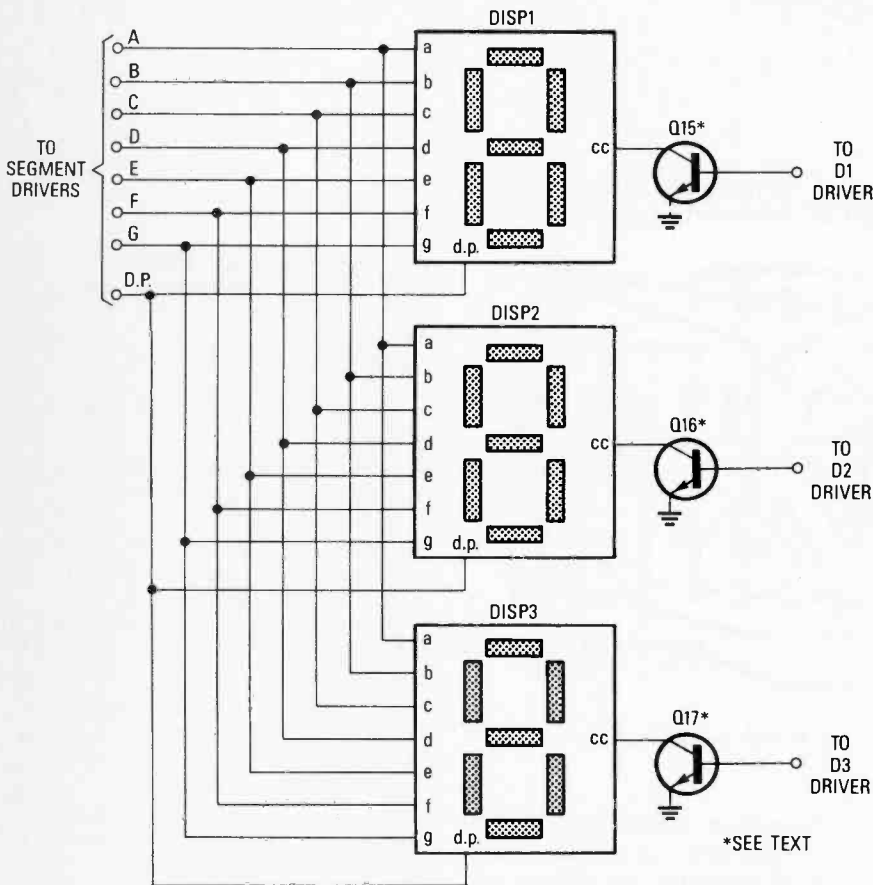 DISP1
A
B
C
D
E
F
G
D.P.
TO
SEGMENT
DRIVERS
a
b
c
d
e
f
g
d.p.
cc
Q15*
TO
D1
DRIVER
DISP2
a
b
c
d
e
f
g
d.p.
cc
Q16*
TO
D2
DRIVER
DISP3
a
b
c
d
e
f
g
d.p.
cc
Q17*
TO
D3
DRIVER
*SEE TEXT